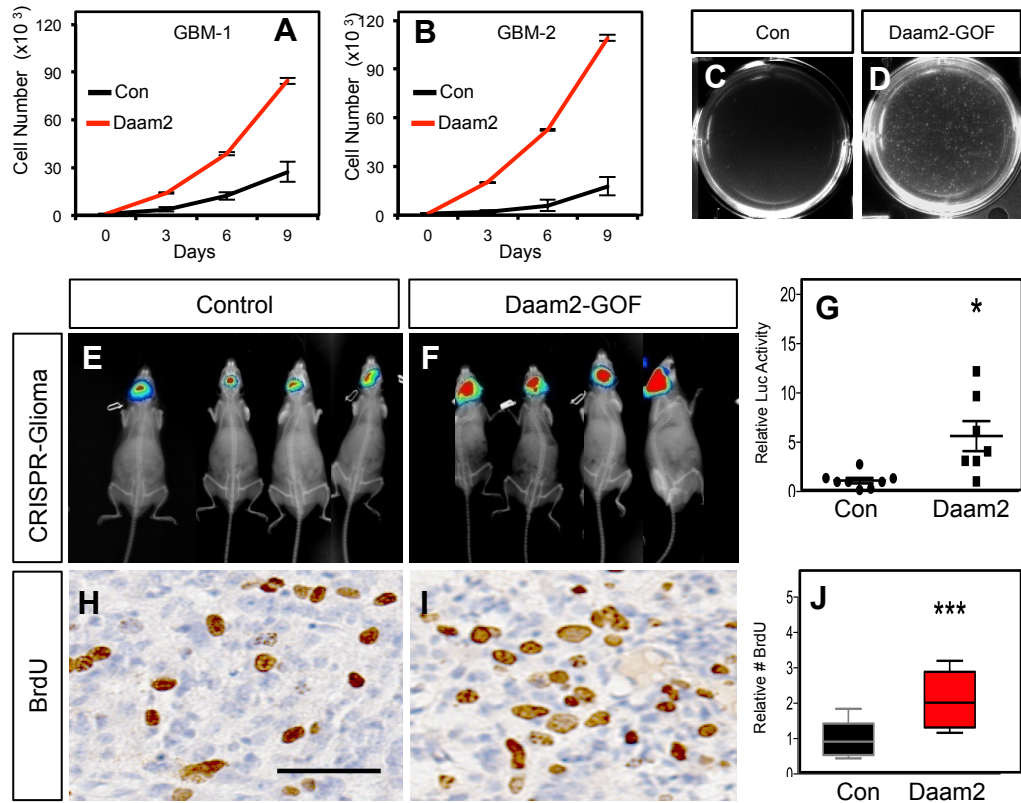 GBM-1
A
Cell Number (x10 3)
120
90
60
30
0
Con
Daam2
0 3 6 9
Days
B
GBM-2
Cell Number (x10 3)
120
90
60
30
0
Con
Daam2
0 3 6 9
Days
Con
Daam2-GOF
C
D
Control
Daam2-GOF
CRISPR-Glioma
E
F
G
Relative Luc Activity
20
15
10
5
0
*
Con Daam2
BrdU
H
I
J
Relative # BrdU
5
4
3
2
1
0
***
Con Daam2